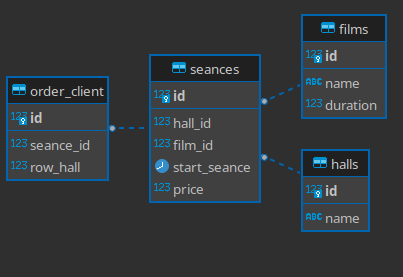 order_client
123 id
123 seance_id
123 row_hall
seances
123 id
123 hall_id
123 film_id
start_seance
123 price
films
123 id
ABC name
123 duration
halls
123 id
ABC name